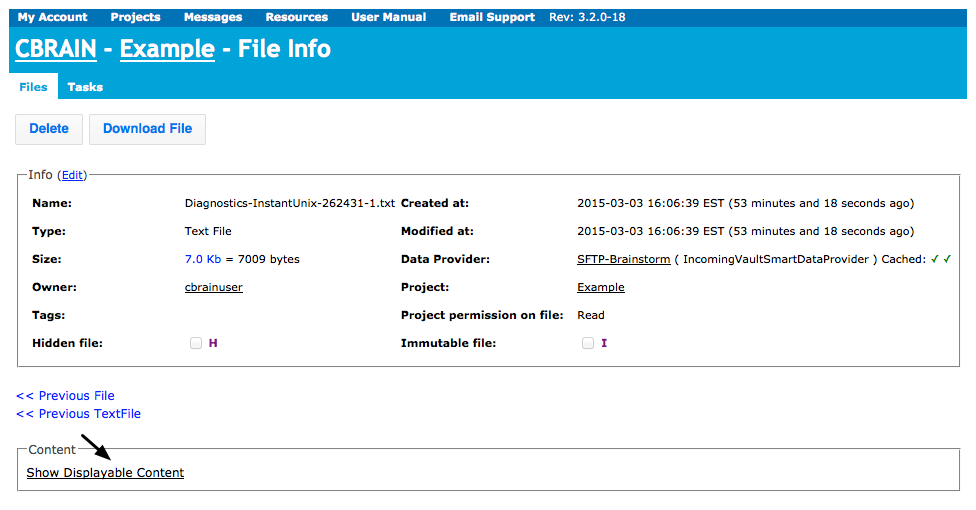 My Account Projects Messages Resources User Manual Email Support Rev: 3.2.0-18
CBRAIN - Example - File Info
Files Tasks
Delete Download File
Info (Edit)
Name: Diagnostics-InstantUnix-262431-1.txt Created at: 2015-03-03 16:06:39 EST (53 minutes and 18 seconds ago)
Type: Text File Modified at: 2015-03-03 16:06:39 EST (53 minutes and 18 seconds ago)
Size: 7.0 Kb = 7009 bytes Data Provider: SFTP-Brainstorm ( IncomingVaultSmartDataProvider ) Cached: ✓ ✓
Owner: cbrainuser Project: Example
Tags: Project permission on file: Read
Hidden file: H Immutable file: I
<< Previous File
<< Previous TextFile
Content
Show Displayable Content